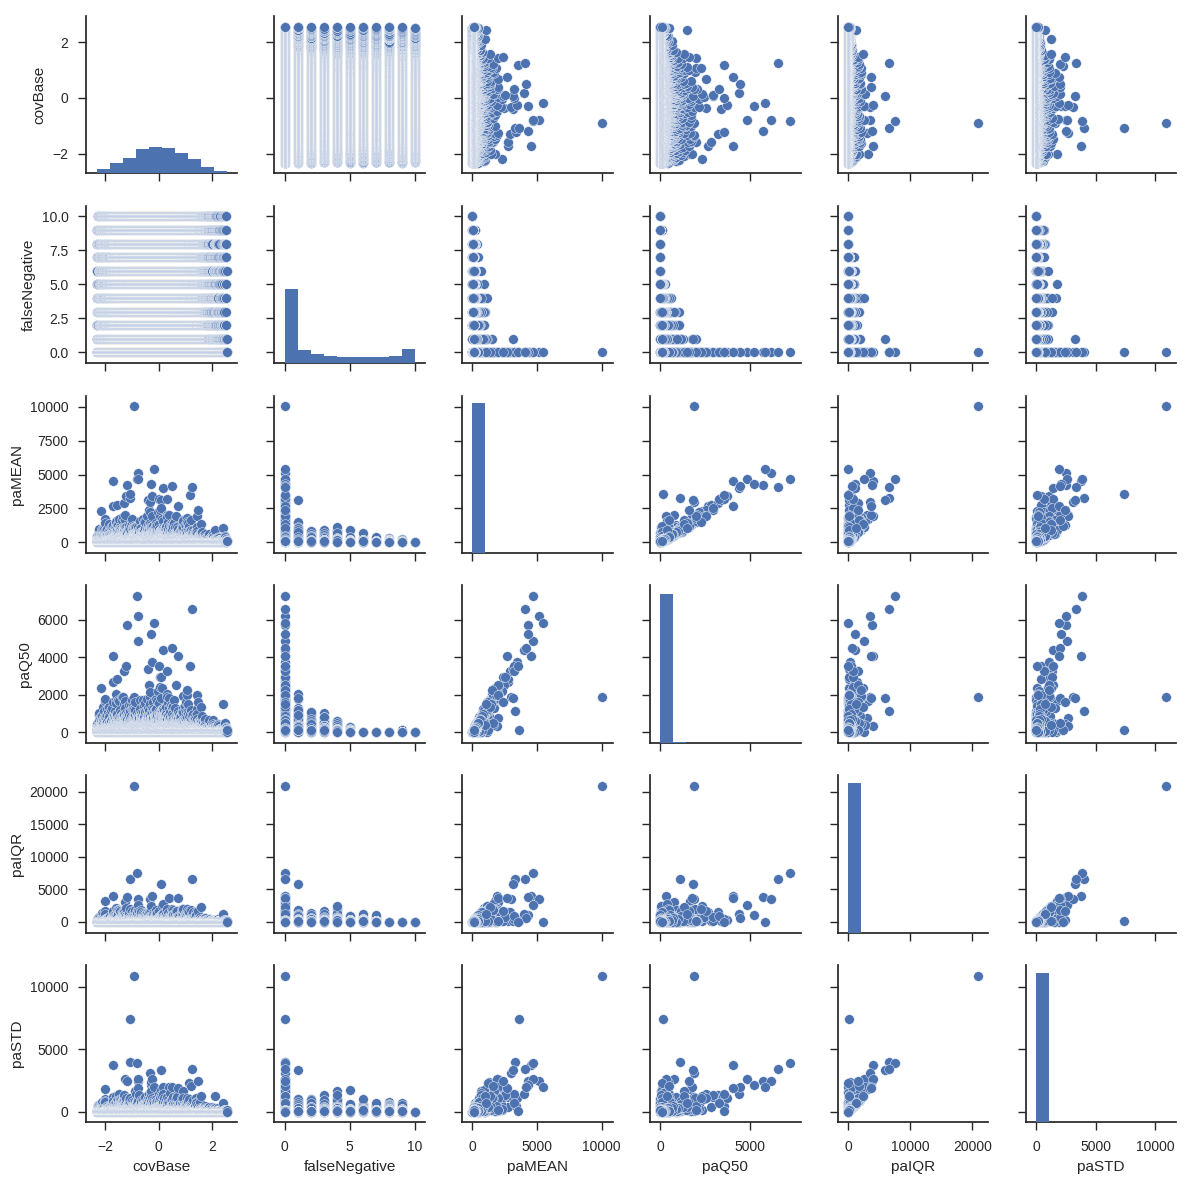 2
0
−2
covBase
10.0
7.5
5.0
2.5
0.0
falseNegative
10000
7500
5000
2500
0
paMEAN
6000
4000
2000
0
paQ50
20000
15000
10000
5000
0
paIQR
10000
5000
0
paSTD
−2 0 2
0 5 10
0 5000 10000
0 5000
0 10000 20000
0 5000 10000
covBase falseNegative paMEAN paQ50 paIQR paSTD